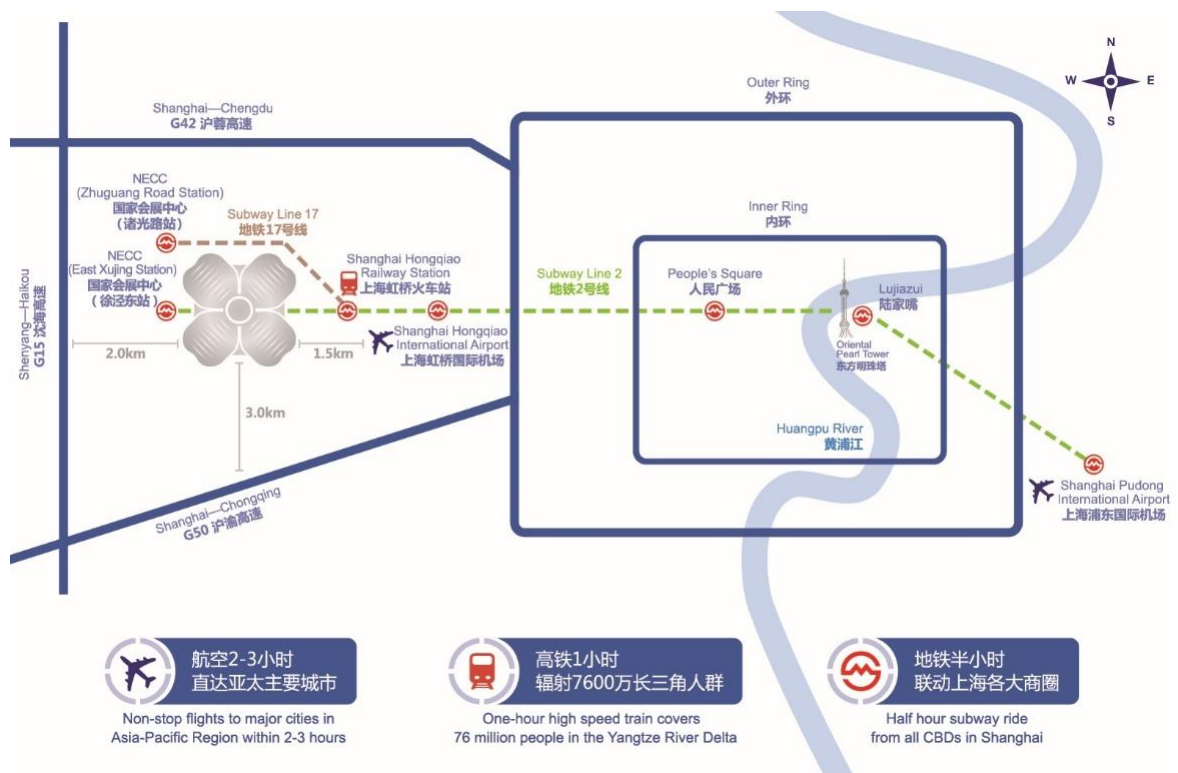 N
W
E
S
Outer Ring
外环
Shanghai—Chengdu
G42 沪蓉高速
NECC
(Zhuguang Road Station)
国家会展中心
（诸光路站）
Subway Line 17
地铁17号线
Inner Ring
内环
NECC
(East Xujing Station)
国家会展中心
（徐泾东站）
Shanghai Hongqiao
Railway Station
上海虹桥火车站
Subway Line 2
地铁2号线
People's Square
人民广场
Lujiazui
陆家嘴
Shenyang—Haikou
G15 沈海高速
2.0km
1.5km
Shanghai Hongqiao
International Airport
上海虹桥国际机场
Oriental
Pearl Tower
东方明珠塔
3.0km
Huangpu River
黄浦江
Shanghai—Chongqing
G50 沪渝高速
Shanghai Pudong
International Airport
上海浦东国际机场
航空2-3小时
直达亚太主要城市
Non-stop flights to major cities in
Asia-Pacific Region within 2-3 hours
高铁1小时
辐射7600万长三角人群
One-hour high speed train covers
76 million people in the Yangtze River Delta
地铁半小时
联动上海各大商圈
Half hour subway ride
from all CBDs in Shanghai